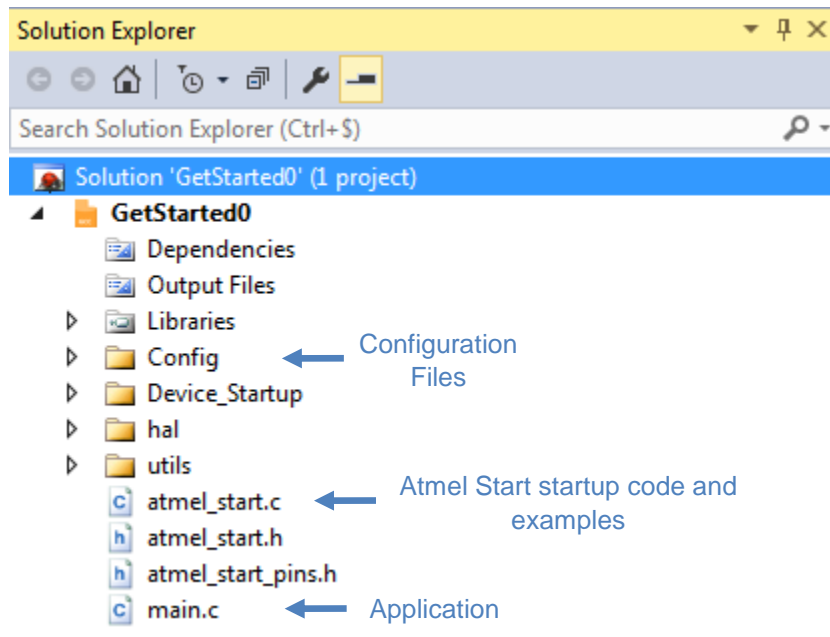 Solution Explorer
Search Solution Explorer (Ctrl+$)
Solution 'GetStarted0' (1 project)
GetStarted0
Dependencies
Output Files
Libraries
Config
Configuration
Files
Device_Startup
hal
utils
atmel_start.c
Atmel Start startup code and
examples
atmel_start.h
atmel_start_pins.h
main.c
Application